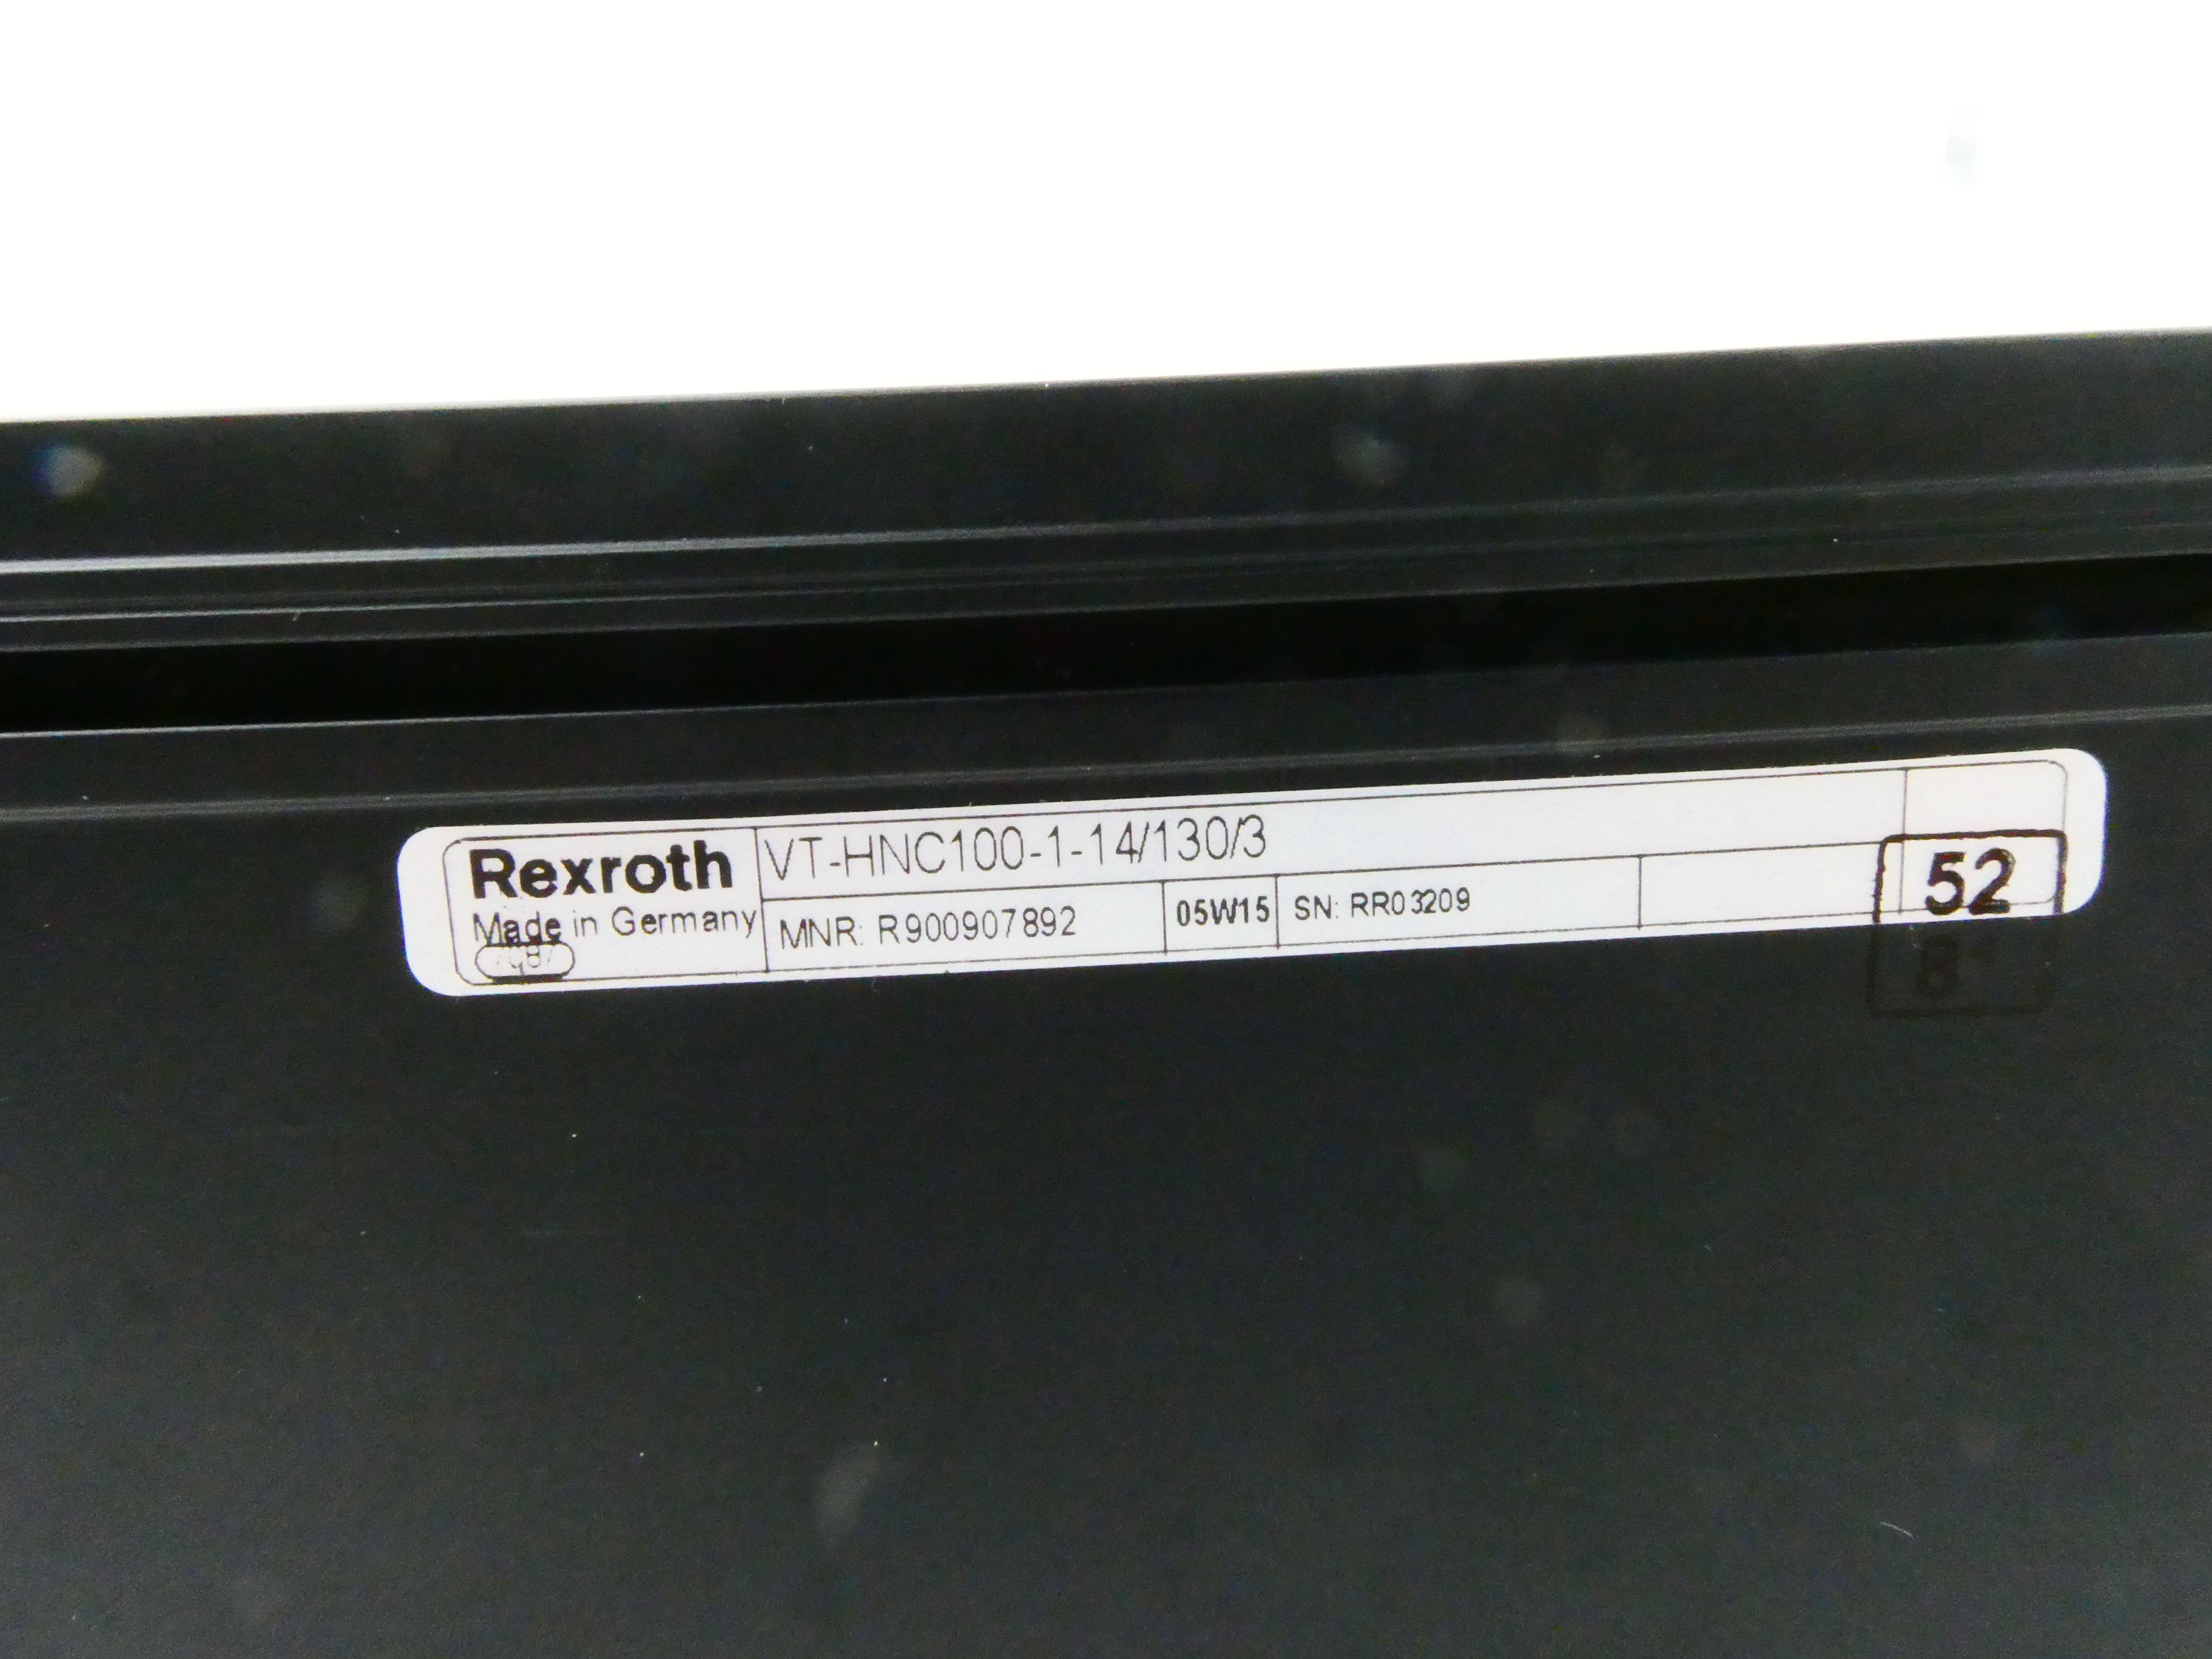 Rexroth
Made in Germany
VT-HNC100-1-14/130/3
MNR: R900907892
05W15
SN: RR03209
52